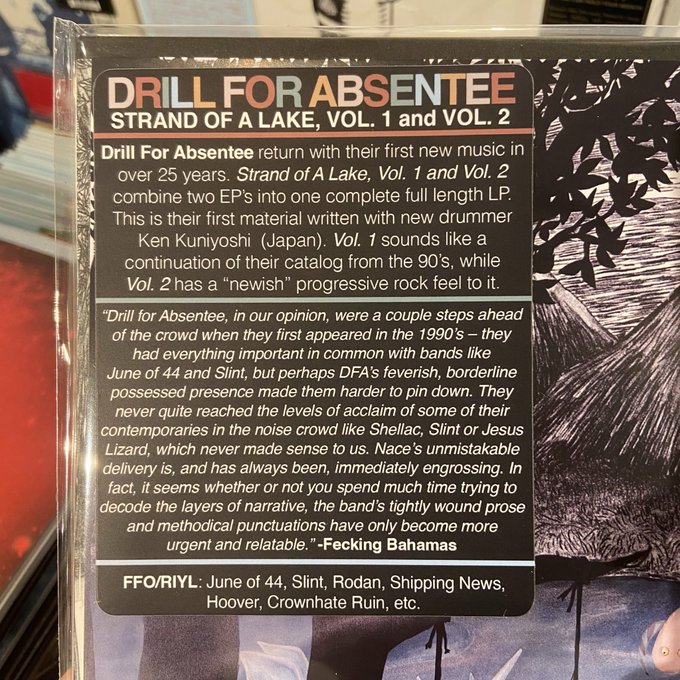 DRILL FOR ABSENTEE
STRAND OF A LAKE, VOL. 1 and VOL. 2
Drill For Absentee return with their first new music in
over 25 years. Strand of A Lake, Vol. 1 and Vol. 2
combine two EP's into one complete full length LP.
This is their first material written with new drummer
Ken Kuniyoshi (Japan). Vol. 1 sounds like a
continuation of their catalog from the 90's, while
Vol. 2 has a “newish” progressive rock feel to it.
“Drill for Absentee, in our opinion, were a couple steps ahead
of the crowd when they first appeared in the 1990's – they
had everything important in common with bands like
June of 44 and Slint, but perhaps DFA's feverish, borderline
possessed presence made them harder to pin down. They
never quite reached the levels of acclaim of some of their
contemporaries in the noise crowd like Shellac, Slint or Jesus
Lizard, which never made sense to us. Nace's unmistakable
delivery is, and has always been, immediately engrossing. In
fact, it seems whether or not you spend much time trying to
decode the layers of narrative, the band's tightly wound prose
and methodical punctuations have only become more
urgent and relatable.” -Fecking Bahamas
FFO/RIYL: June of 44, Slint, Rodan, Shipping News,
Hoover, Crownhate Ruin, etc.